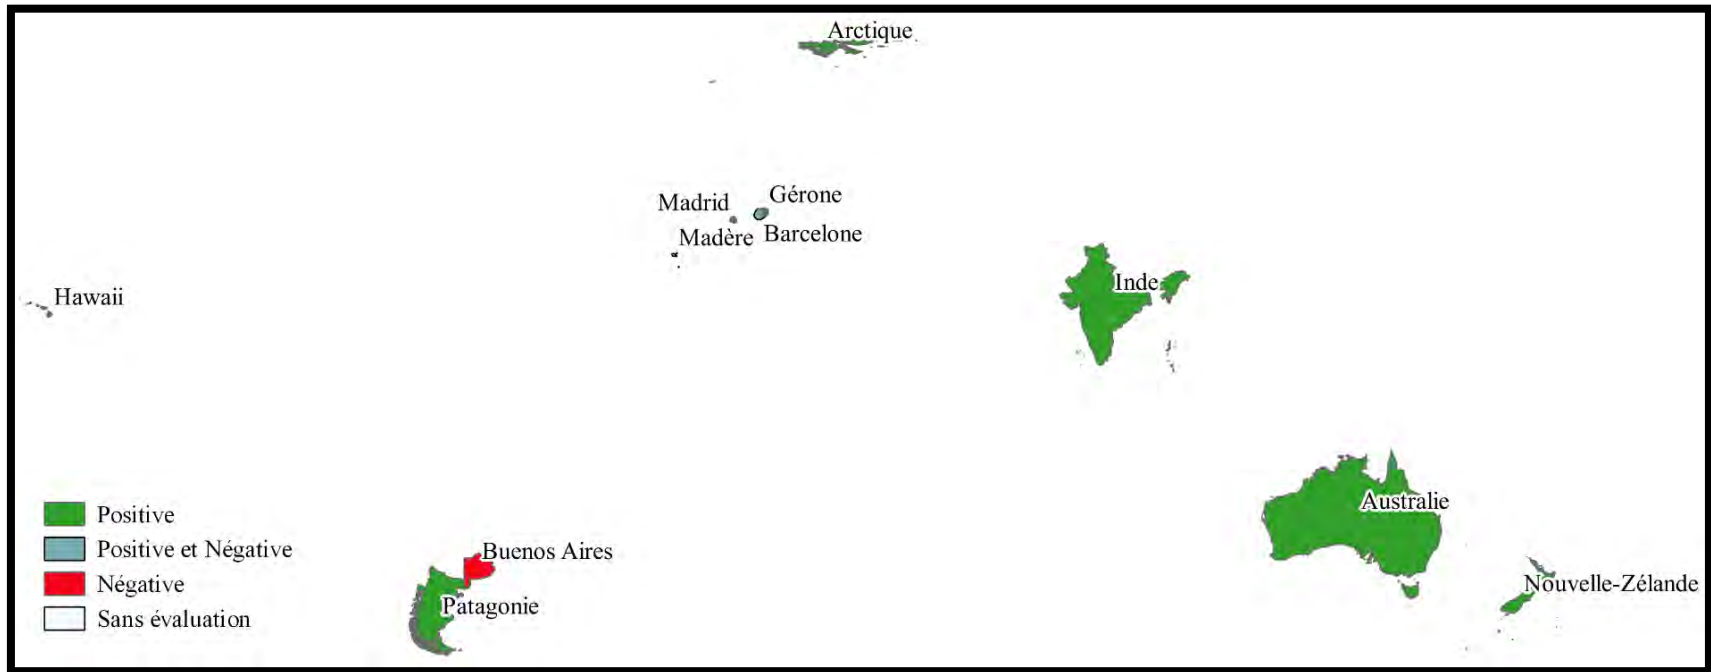 Arctique
Madrid
Gérone
Madère
Barcelone
Hawaii
Inde
Australie
Positive
Positive et Négative
Négative
Sans évaluation
Buenos Aires
Patagonie
Nouvelle-Zélande